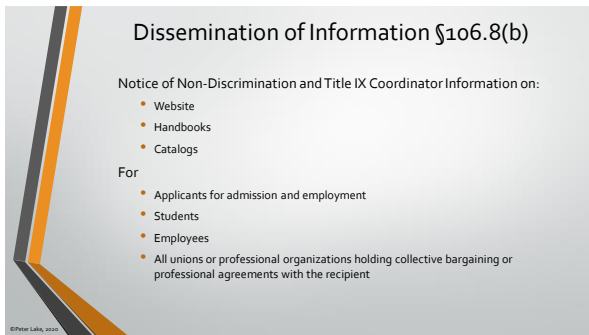 Dissemination of Information §106.8(b)
Notice of Non-Discrimination and Title IX Coordinator Information on:
• Website
• Handbooks
• Catalogs
For
• Applicants for admission and employment
• Students
• Employees
• All unions or professional organizations holding collective bargaining or
professional agreements with the recipient
©Peter Lake, 2020